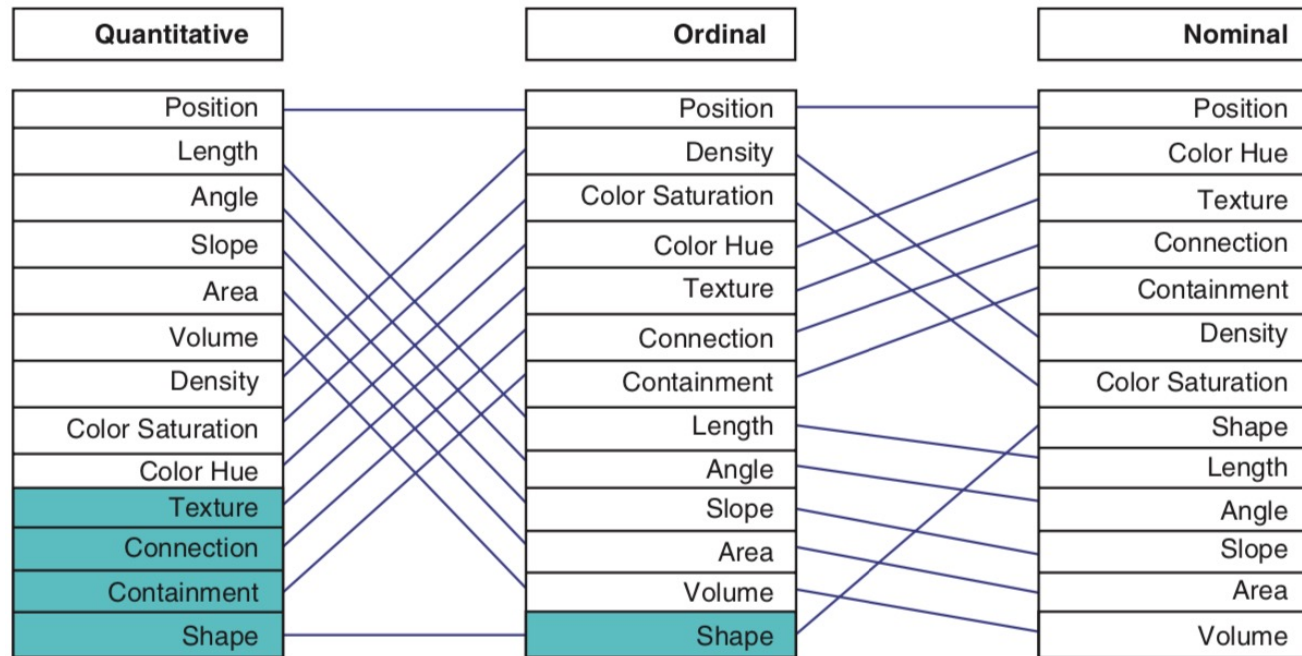 Quantitative
Position
Length
Angle
Slope
Area
Volume
Density
Color Saturation
Color Hue
Texture
Connection
Containment
Shape
Ordinal
Position
Density
Color Saturation
Color Hue
Texture
Connection
Containment
Length
Angle
Slope
Area
Volume
Shape
Nominal
Position
Color Hue
Texture
Connection
Containment
Density
Color Saturation
Shape
Length
Angle
Slope
Area
Volume